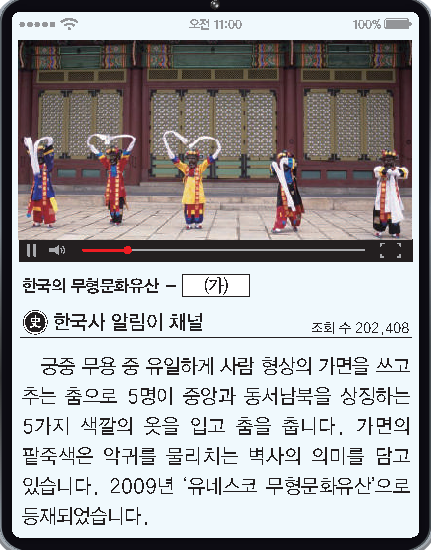 오전 11:00 100%
한국의 무형문화유산 - (가)
史 한국사 알림이 채널
조회 수 202,408
궁중 무용 중 유일하게 사람 형상의 가면을 쓰고
추는 춤으로 5명이 중앙과 동서남북을 상징하는
5가지 색깔의 옷을 입고 춤을 춥니다. 가면의
팥죽색은 악귀를 물리치는 벽사의 의미를 담고
있습니다. 2009년 ‘유네스코 무형문화유산’으로
등재되었습니다.